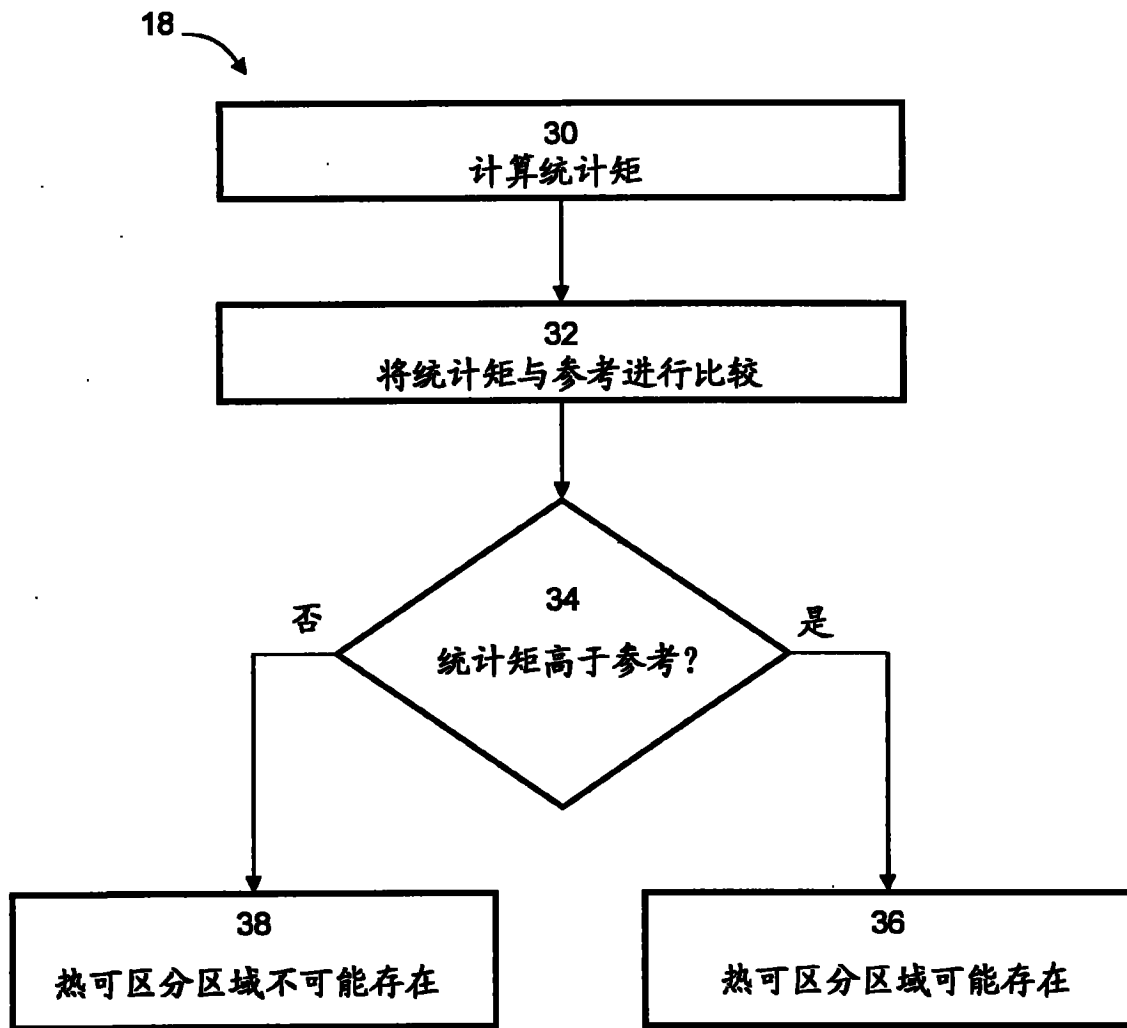 18
30
计算统计矩
32
将统计矩与参考进行比较
34
统计矩高于参考?
否
是
38
热可区分区域不可能存在
36
热可区分区域可能存在